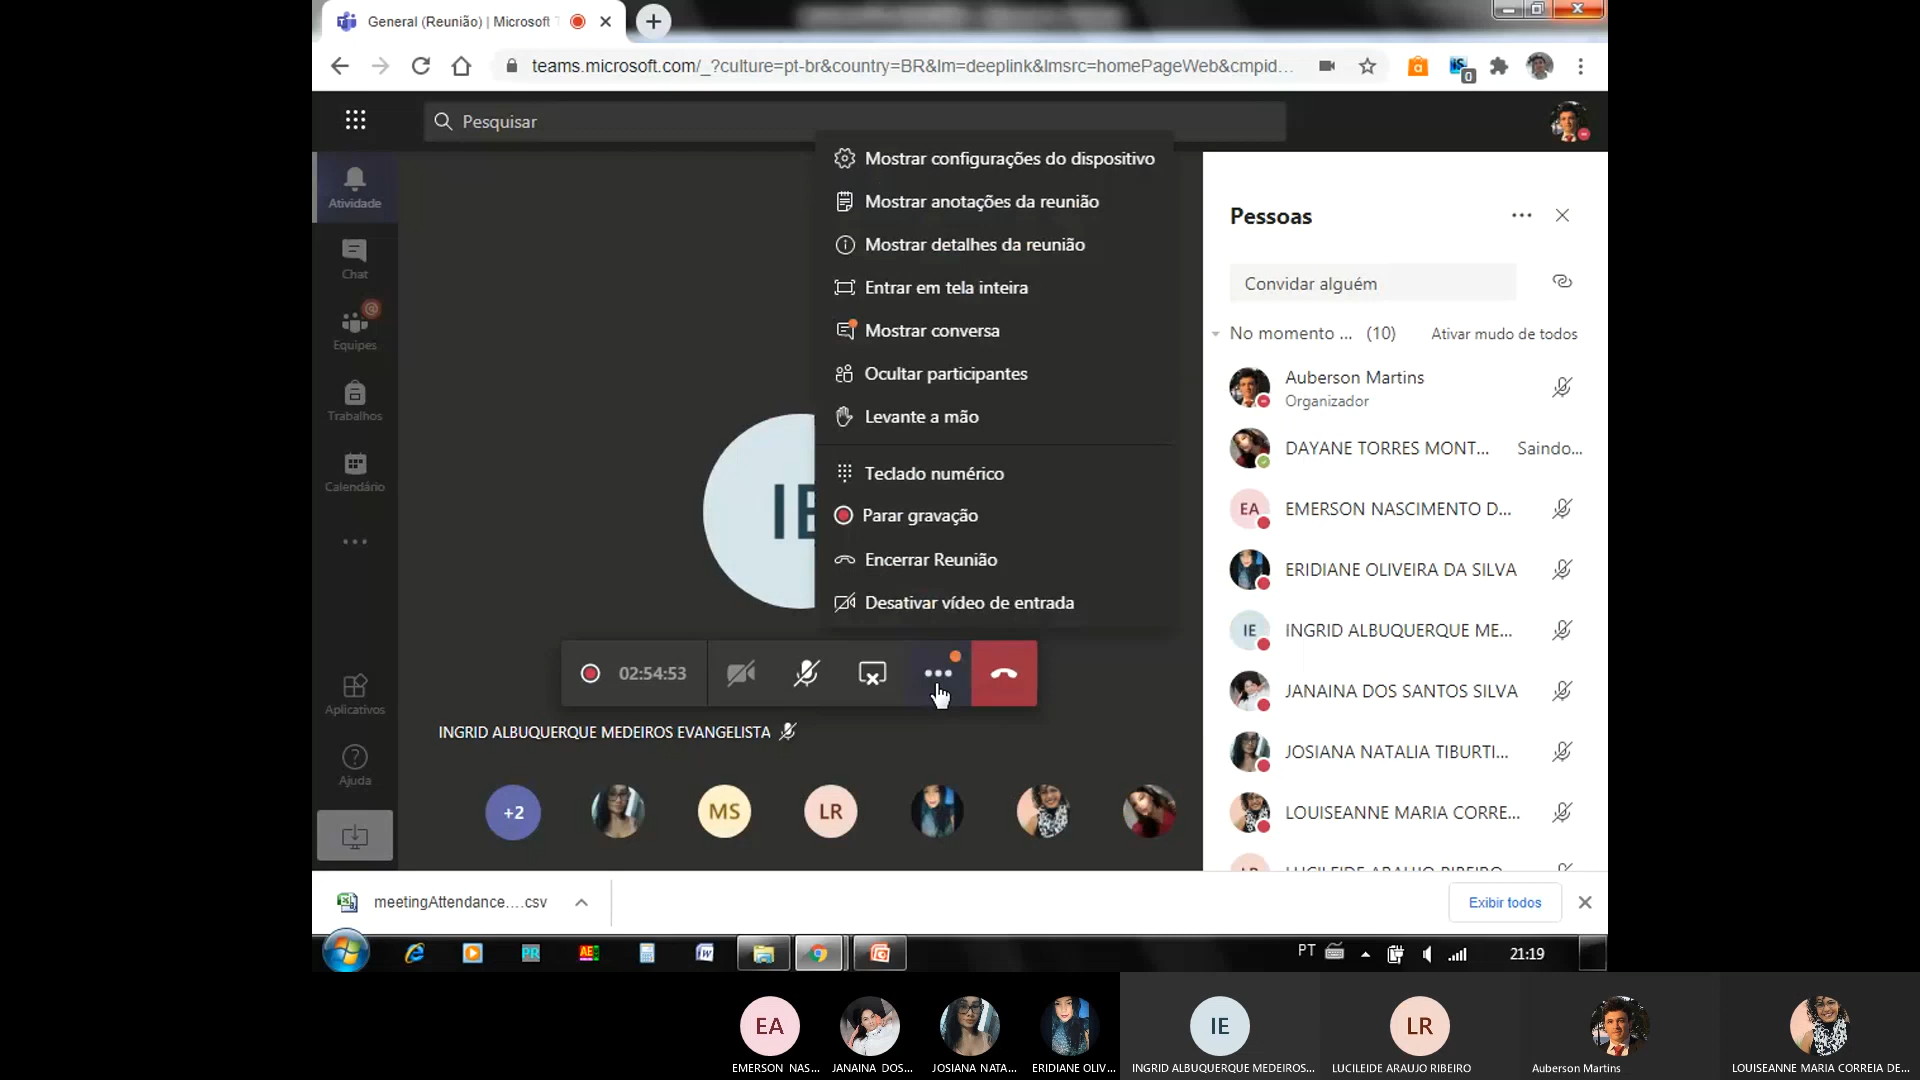 General (Reunião) | Microsoft T
teams.microsoft.com/_?culture=pt-br&country=BR&lm=deeplink&lmsrc=homePageWeb&cmpid...
0
Pesquisar
Atividade
Chat
Equipes
Trabalhos
Calendário
Aplicativos
Ajuda
Mostrar configurações do dispositivo
Mostrar anotações da reunião
Mostrar detalhes da reunião
Entrar em tela inteira
Mostrar conversa
Ocultar participantes
Levante a mão
Teclado numérico
Parar gravação
Encerrar Reunião
Desativar vídeo de entrada
IE
02:54:53
INGRID ALBUQUERQUE MEDEIROS EVANGELISTA
+2
MS
LR
Pessoas
Convidar alguém
No momento ... (10) Ativar mudo de todos
Auberson Martins
Organizador
DAYANE TORRES MONT... Saindo...
EA EMERSON NASCIMENTO D...
ERIDIANE OLIVEIRA DA SILVA
IE INGRID ALBUQUERQUE ME...
JANAINA DOS SANTOS SILVA
JOSIANA NATALIA TIBURTI...
LOUISEANNE MARIA CORRE...
LR LUCILEIDE ARAUJO RIBEIRO
meetingAttendance....csv
Exibir todos
PR
AE
W
PT
21:19
EA
IE
LR
EMERSON NAS...
JANAINA DOS...
JOSIANA NATA...
ERIDIANE OLIV...
INGRID ALBUQUERQUE MEDEIROS...
LUCILEIDE ARAUJO RIBEIRO
Auberson Martins
LOUISEANNE MARIA CORREIA DE...